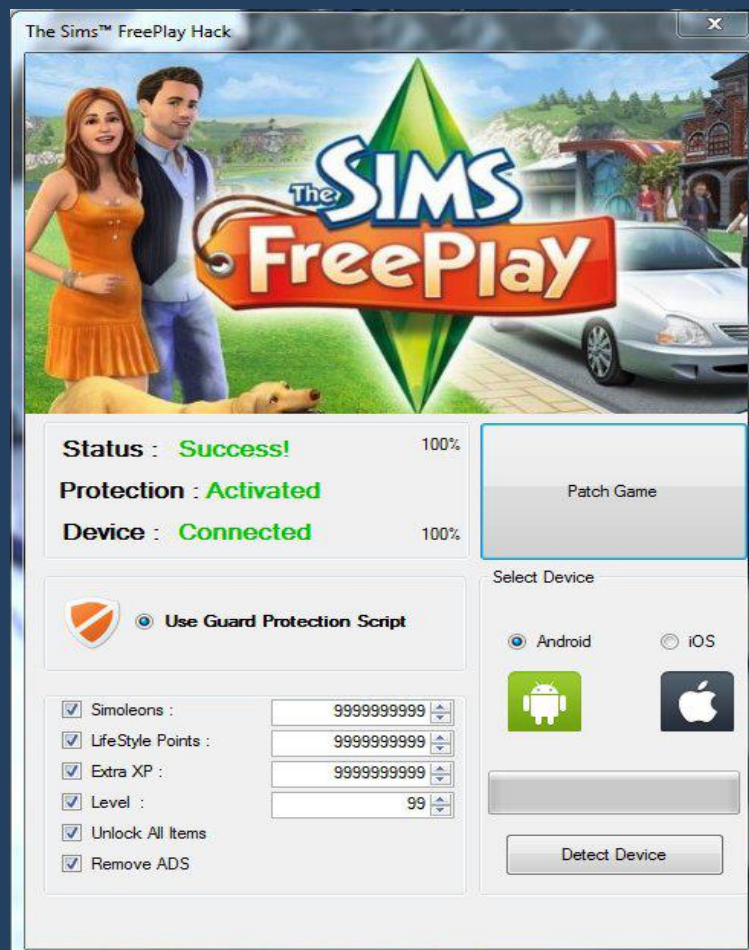 The Sims™ FreePlay Hack
The SIMS™
FreePlay
Status : Success! 100%
Protection : Activated
Device : Connected 100%
Patch Game
Select Device
Use Guard Protection Script
Android iOS
Simoleons : 9999999999
LifeStyle Points : 9999999999
Extra XP : 9999999999
Level : 99
Unlock All Items
Remove ADS
Detect Device